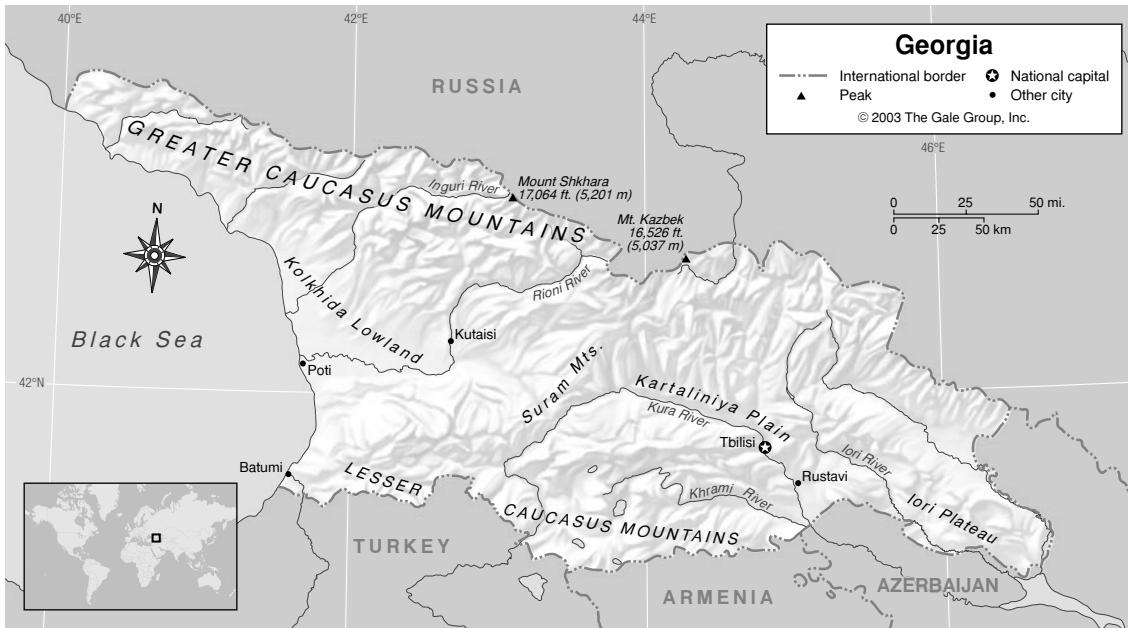 40°E
42°E
44°E
Georgia
International border
National capital
Peak
Other city
© 2003 The Gale Group, Inc.
46°E
RUSSIA
GREATER CAUCASUS MOUNTAINS
Inguri River
Mount Shkhara
17,064 ft. (5,201 m)
Mt. Kazbek
16,526 ft.
(5,037 m)
0 25 50 mi.
0 25 50 km
N
Kolkhida Lowland
Rioni River
Black Sea
Kutaisi
Poti
42°N
Suram Mts.
Kartaliniya Plain
Kura River
Tbilisi
Iori River
Batumi
LESSER
Rustavi
Khrami River
Iori Plateau
CAUCASUS MOUNTAINS
TURKEY
ARMENIA
AZERBAIJAN